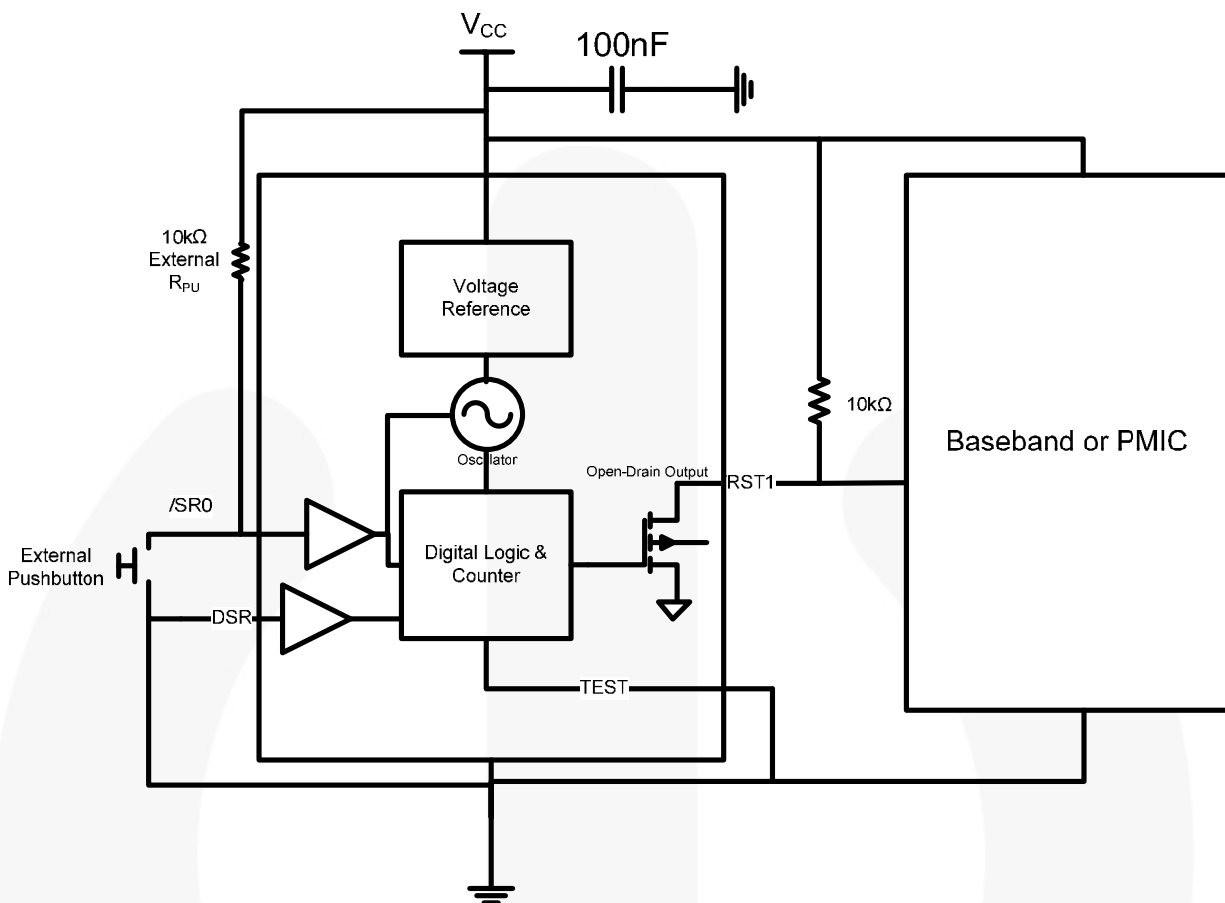 VCC
100nF
10kΩ
External
RPU
Voltage
Reference
Oscillator
Open-Drain Output
RST1
10kΩ
Baseband or PMIC
/SR0
External
Pushbutton
Digital Logic &
Counter
DSR
TEST